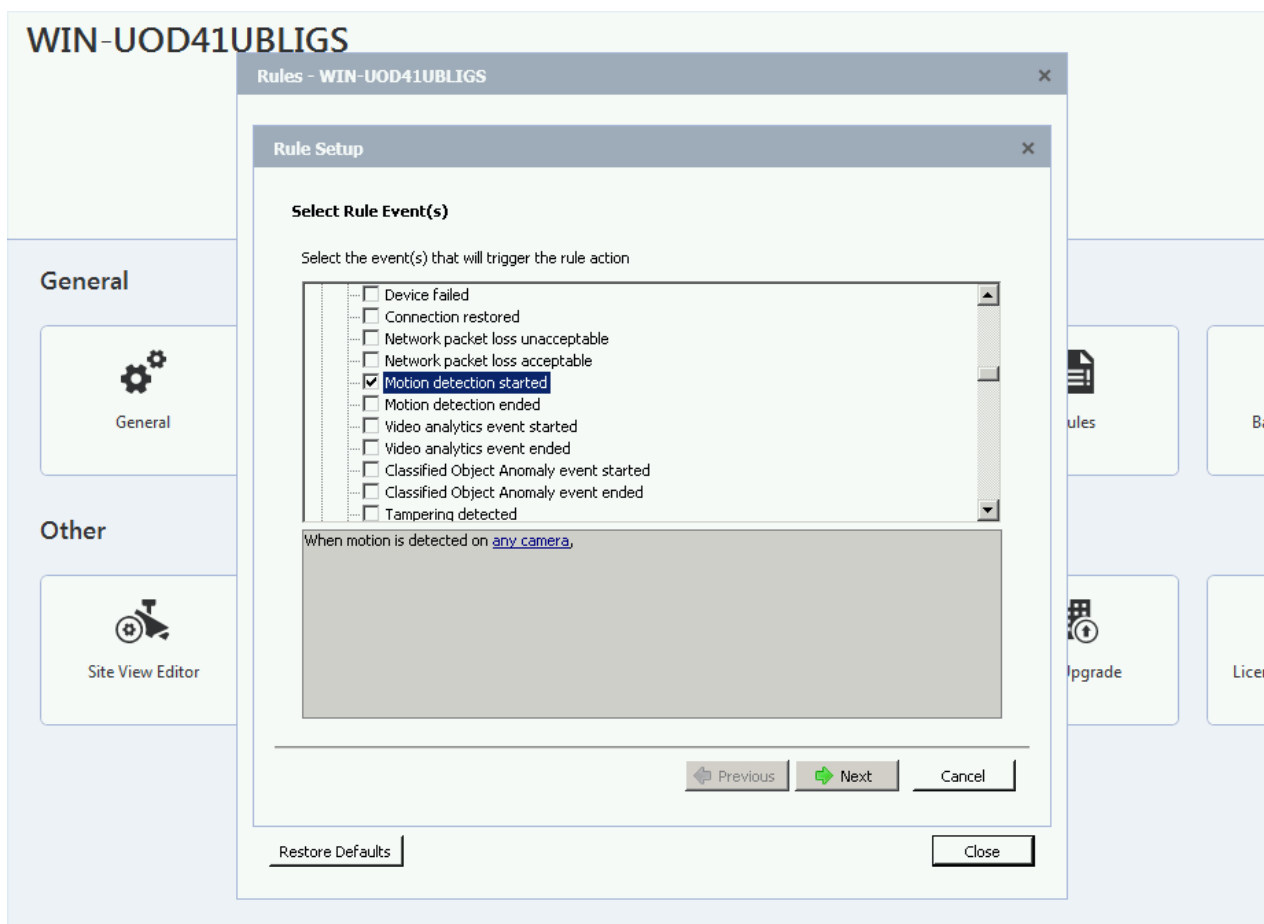 WIN-UOD41UBLIGS
Rules - WIN-UOD41UBLIGS
Rule Setup
Select Rule Event(s)
Select the event(s) that will trigger the rule action
Device failed
Connection restored
Network packet loss unacceptable
Network packet loss acceptable
Motion detection started
Motion detection ended
Video analytics event started
Video analytics event ended
Classified Object Anomaly event started
Classified Object Anomaly event ended
Tampering detected
When motion is detected on any camera,
Previous
Next
Cancel
Restore Defaults
Close
General
General
ules
Ba
Other
Site View Editor
Upgrade
Lice